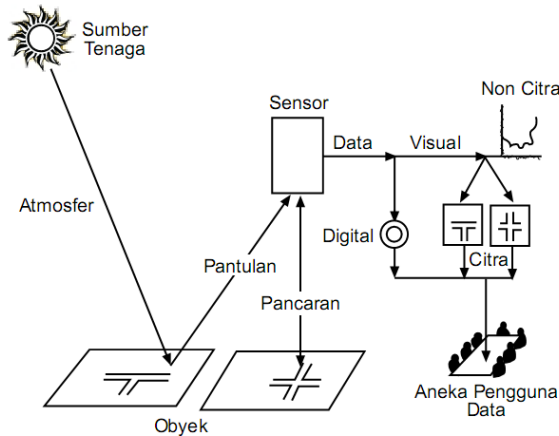 Sumber
Tenaga
Non Citra
Sensor
Data
Visual
Atmosfer
Digital
Citra
Pantulan
Pancaran
Aneka Pengguna
Data
Obyek